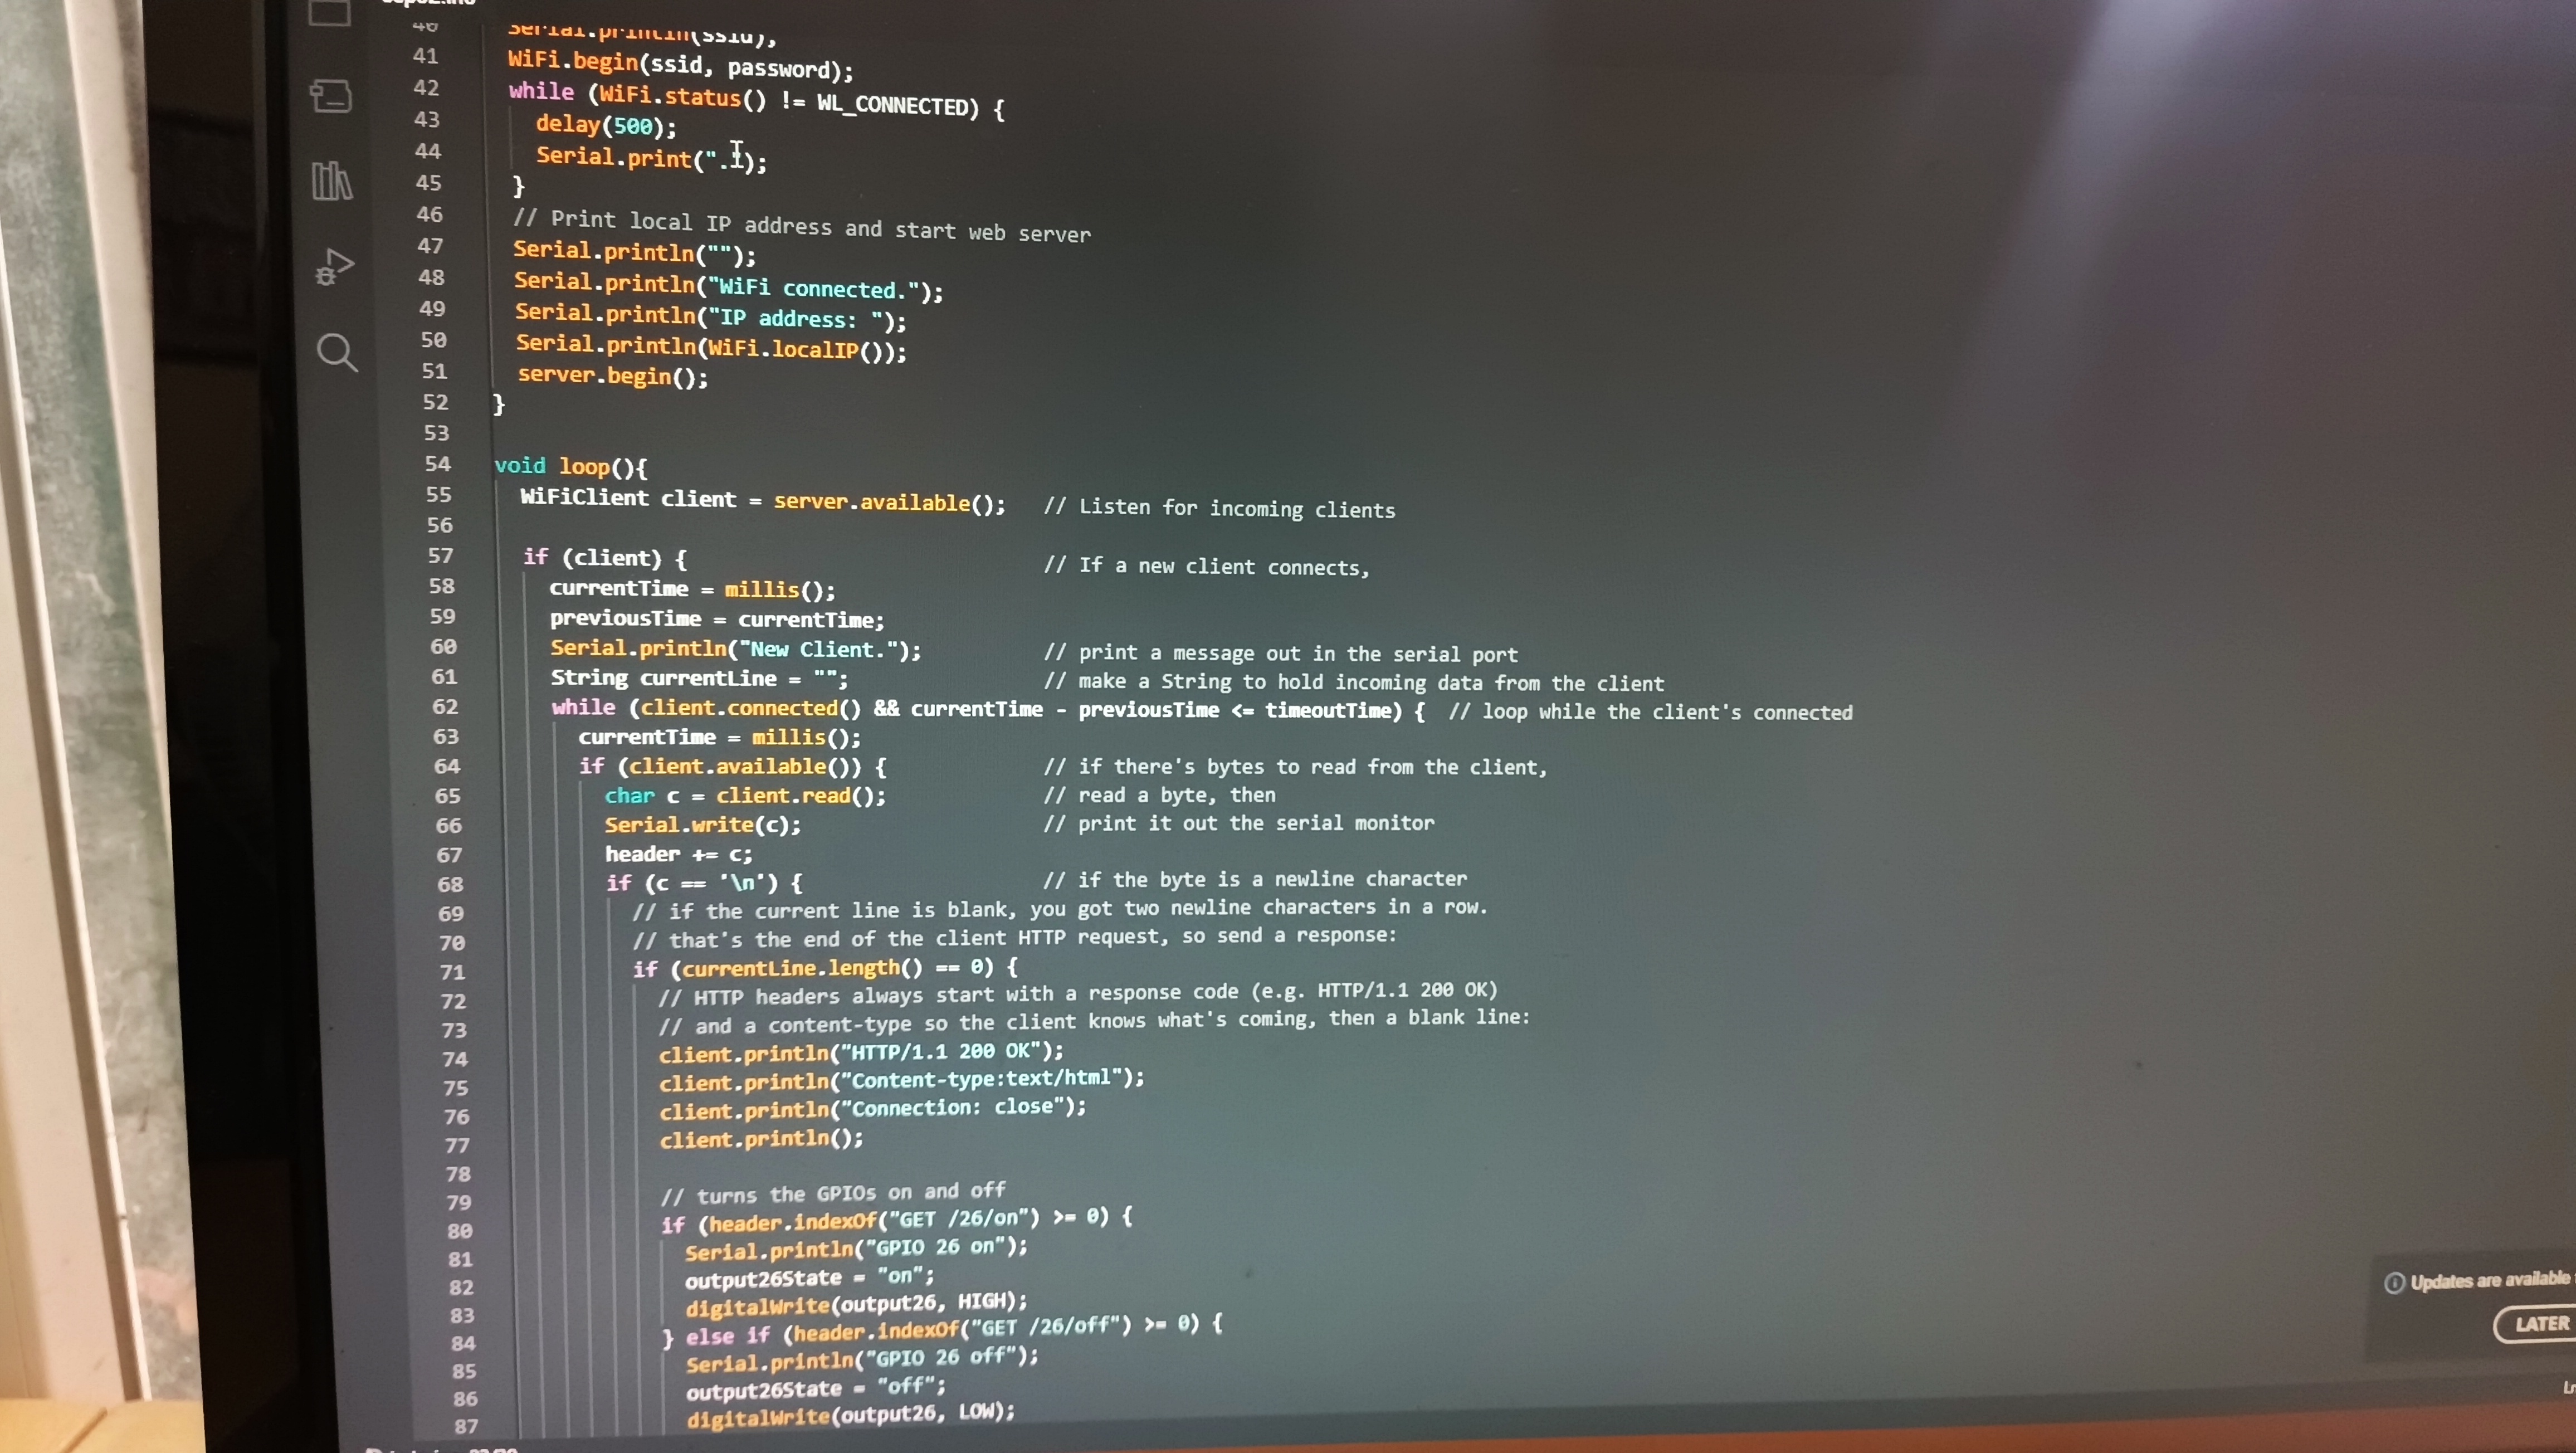 40 Serial.println(ssid);
41 WiFi.begin(ssid, password);
42 while (WiFi.status() != WL_CONNECTED) {
43 delay(500);
44 Serial.print(".");
45 }
46 // Print local IP address and start web server
47 Serial.println("");
48 Serial.println("WiFi connected.");
49 Serial.println("IP address: ");
50 Serial.println(WiFi.localIP());
51 server.begin();
52 }
53
54 void loop(){
55 WiFiClient client = server.available(); // Listen for incoming clients
56
57 if (client) { // If a new client connects,
58 currentTime = millis();
59 previousTime = currentTime;
60 Serial.println("New Client."); // print a message out in the serial port
61 String currentLine = ""; // make a String to hold incoming data from the client
62 while (client.connected() && currentTime - previousTime <= timeoutTime) { // loop while the client's connected
63 currentTime = millis();
64 if (client.available()) { // if there's bytes to read from the client,
65 char c = client.read(); // read a byte, then
66 Serial.write(c); // print it out the serial monitor
67 header += c;
68 if (c == '\n') { // if the byte is a newline character
69 // if the current line is blank, you got two newline characters in a row.
70 // that's the end of the client HTTP request, so send a response:
71 if (currentLine.length() == 0) {
72 // HTTP headers always start with a response code (e.g. HTTP/1.1 200 OK)
73 // and a content-type so the client knows what's coming, then a blank line:
74 client.println("HTTP/1.1 200 OK");
75 client.println("Content-type:text/html");
76 client.println("Connection: close");
77 client.println();
78
79 // turns the GPIOs on and off
80 if (header.indexOf("GET /26/on") >= 0) {
81 Serial.println("GPIO 26 on");
82 output26State = "on";
83 digitalWrite(output26, HIGH);
84 } else if (header.indexOf("GET /26/off") >= 0) {
85 Serial.println("GPIO 26 off");
86 output26State = "off";
87 digitalWrite(output26, LOW);
Updates are available
LATER